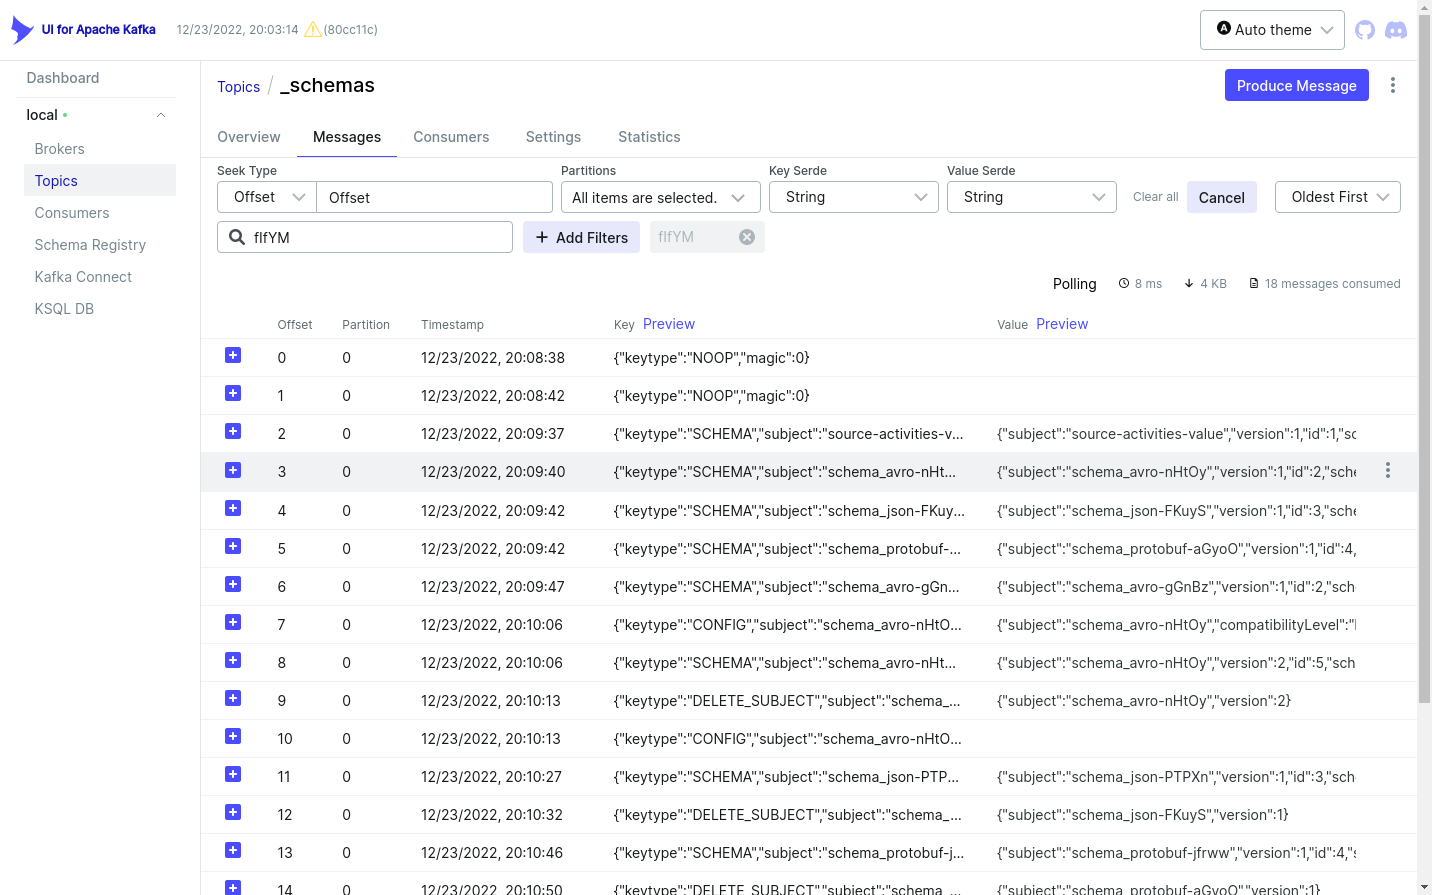 UI for Apache Kafka
12/23/2022, 20:03:14 (80cc11c)
Auto theme
Dashboard
local
Brokers
Topics
Consumers
Schema Registry
Kafka Connect
KSQL DB
Topics / _schemas
Produce Message
Overview Messages Consumers Settings Statistics
Seek Type Partitions Key Serde Value Serde
Offset Offset All items are selected. String String Clear all Cancel Oldest First
fIfYM Add Filters fIfYM
Polling 8 ms 4 KB 18 messages consumed
Offset Partition Timestamp Key Preview Value Preview
0 0 12/23/2022, 20:08:38 {"keytype":"NOOP","magic":0}
1 0 12/23/2022, 20:08:42 {"keytype":"NOOP","magic":0}
2 0 12/23/2022, 20:09:37 {"keytype":"SCHEMA","subject":"source-activities-v... {"subject":"source-activities-value","version":1,"id":1,"sc
3 0 12/23/2022, 20:09:40 {"keytype":"SCHEMA","subject":"schema_avro-nHt... {"subject":"schema_avro-nHtOy","version":1,"id":2,"sche
4 0 12/23/2022, 20:09:42 {"keytype":"SCHEMA","subject":"schema_json-FKuy... {"subject":"schema_json-FKuyS","version":1,"id":3,"sche
5 0 12/23/2022, 20:09:42 {"keytype":"SCHEMA","subject":"schema_protobuf-... {"subject":"schema_protobuf-aGyoO","version":1,"id":4,
6 0 12/23/2022, 20:09:47 {"keytype":"SCHEMA","subject":"schema_avro-gGn... {"subject":"schema_avro-gGnBz","version":1,"id":2,"sche
7 0 12/23/2022, 20:10:06 {"keytype":"CONFIG","subject":"schema_avro-nHtO... {"subject":"schema_avro-nHtOy","compatibilityLevel":"
8 0 12/23/2022, 20:10:06 {"keytype":"SCHEMA","subject":"schema_avro-nHt... {"subject":"schema_avro-nHtOy","version":2,"id":5,"sch
9 0 12/23/2022, 20:10:13 {"keytype":"DELETE_SUBJECT","subject":"schema_... {"subject":"schema_avro-nHtOy","version":2}
10 0 12/23/2022, 20:10:13 {"keytype":"CONFIG","subject":"schema_avro-nHtO...
11 0 12/23/2022, 20:10:27 {"keytype":"SCHEMA","subject":"schema_json-PTP... {"subject":"schema_json-PTPXn","version":1,"id":3,"sche
12 0 12/23/2022, 20:10:32 {"keytype":"DELETE_SUBJECT","subject":"schema_... {"subject":"schema_json-FKuyS","version":1}
13 0 12/23/2022, 20:10:46 {"keytype":"SCHEMA","subject":"schema_protobuf-j... {"subject":"schema_protobuf-jfrww","version":1,"id":4,"s
14 0 12/23/2022, 20:10:50 {"keytype":"DELETE_SUBJECT","subject":"schema_... {"subject":"schema_protobuf-aGyoO","version":1}